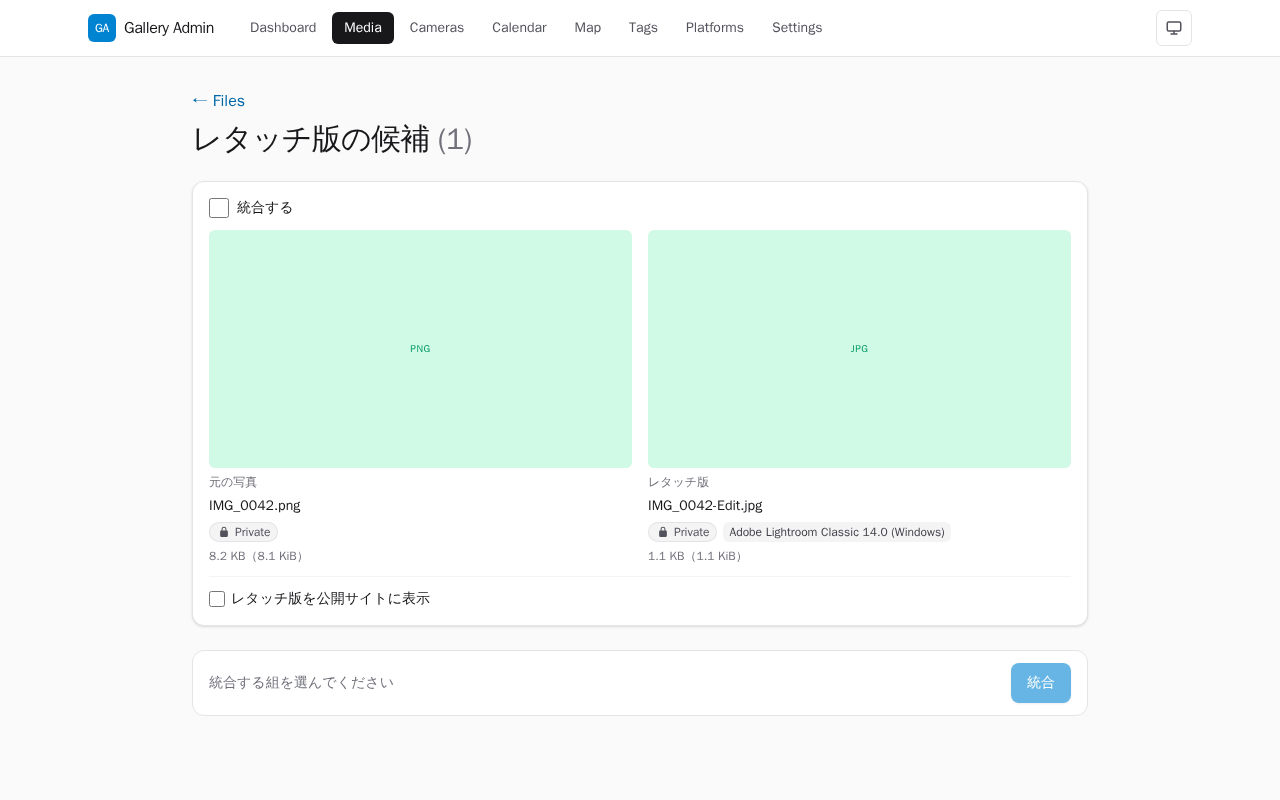 GA Gallery Admin Dashboard Media Cameras Calendar Map Tags Platforms Settings
← Files
レタッチ版の候補 (1)
統合する
PNG JPG
元の写真 レタッチ版
IMG_0042.png IMG_0042-Edit.jpg
Private Private Adobe Lightroom Classic 14.0 (Windows)
8.2 KB（8.1 KiB） 1.1 KB（1.1 KiB）
レタッチ版を公開サイトに表示
統合する組を選んでください 統合